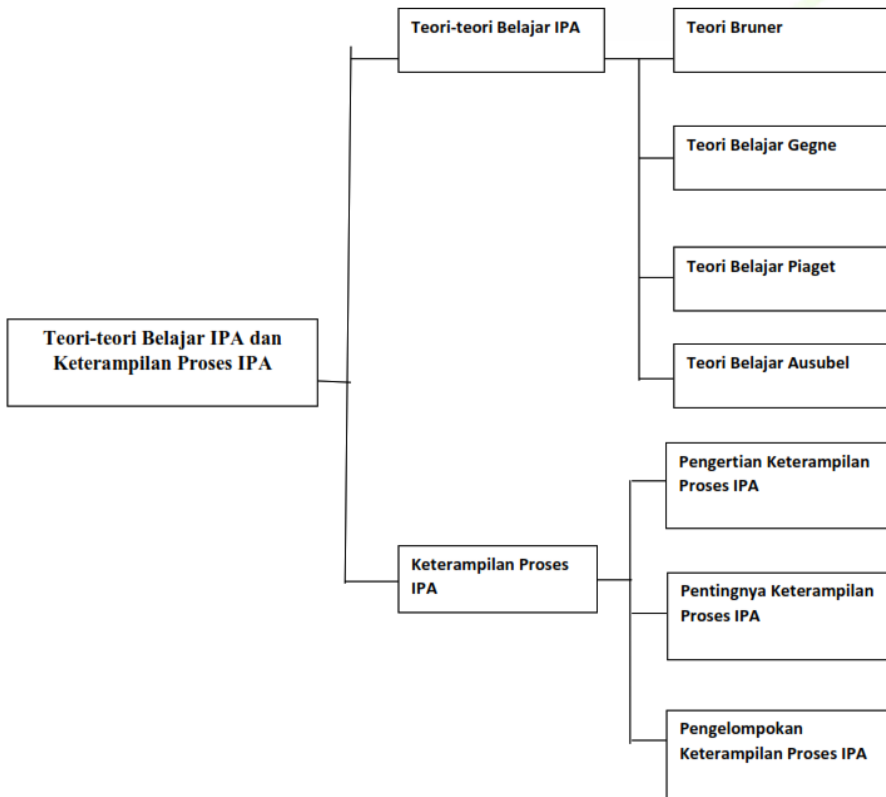 Teori-teori Belajar IPA dan
Keterampilan Proses IPA
Teori-teori Belajar IPA
Teori Bruner
Teori Belajar Gegne
Teori Belajar Piaget
Teori Belajar Ausubel
Keterampilan Proses
IPA
Pengertian Keterampilan
Proses IPA
Pentingnya Keterampilan
Proses IPA
Pengelompokan
Keterampilan Proses IPA